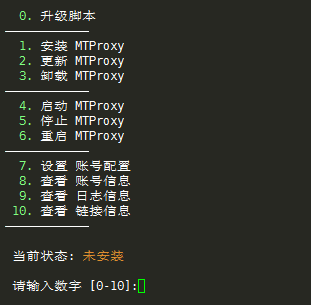 0. 升级脚本
1. 安装 MTProxy
2. 更新 MTProxy
3. 卸载 MTProxy
4. 启动 MTProxy
5. 停止 MTProxy
6. 重启 MTProxy
7. 设置 账号配置
8. 查看 账号信息
9. 查看 日志信息
10. 查看 链接信息
当前状态: 未安装
请输入数字 [0-10]: